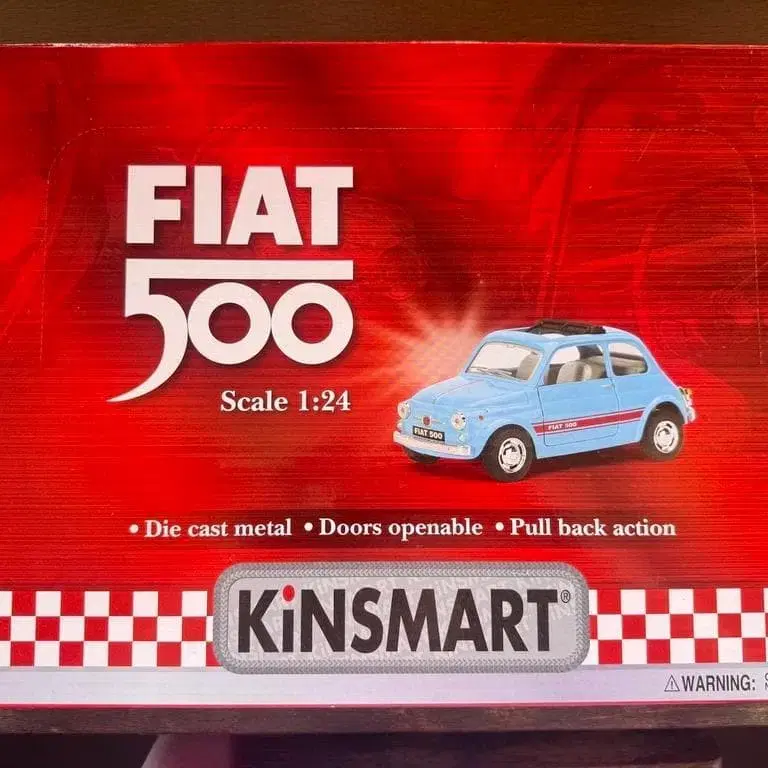 FIAT
500
Scale 1:24
FIAT 500
FIAT 500
• Die cast metal • Doors openable • Pull back action
KiNSMART®
⚠WARNING: